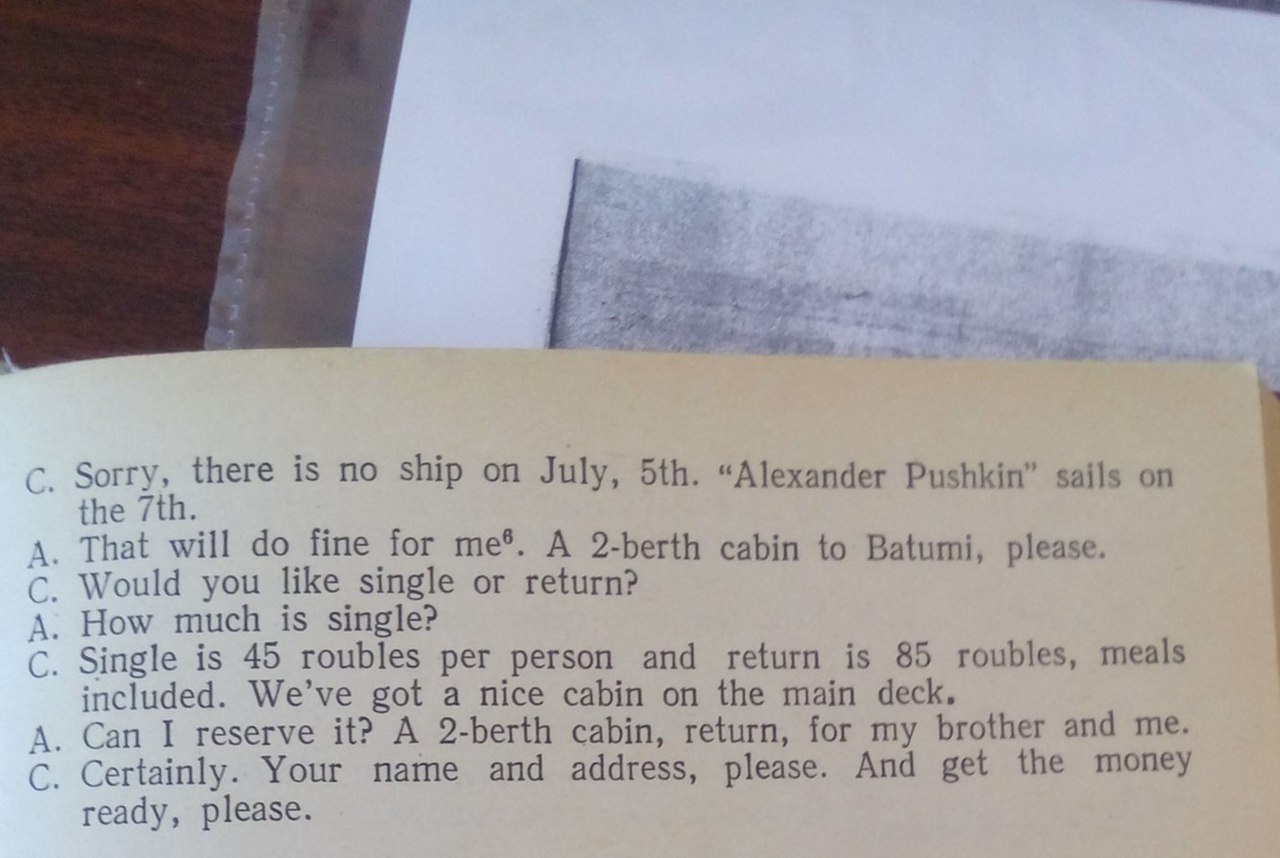 C. Sorry, there is no ship on July, 5th. “Alexander Pushkin” sails on
the 7th.
A. That will do fine for me⁶. A 2-berth cabin to Batumi, please.
C. Would you like single or return?
A. How much is single?
C. Single is 45 roubles per person and return is 85 roubles, meals
included. We’ve got a nice cabin on the main deck.
A. Can I reserve it? A 2-berth cabin, return, for my brother and me.
C. Certainly. Your name and address, please. And get the money
ready, please.